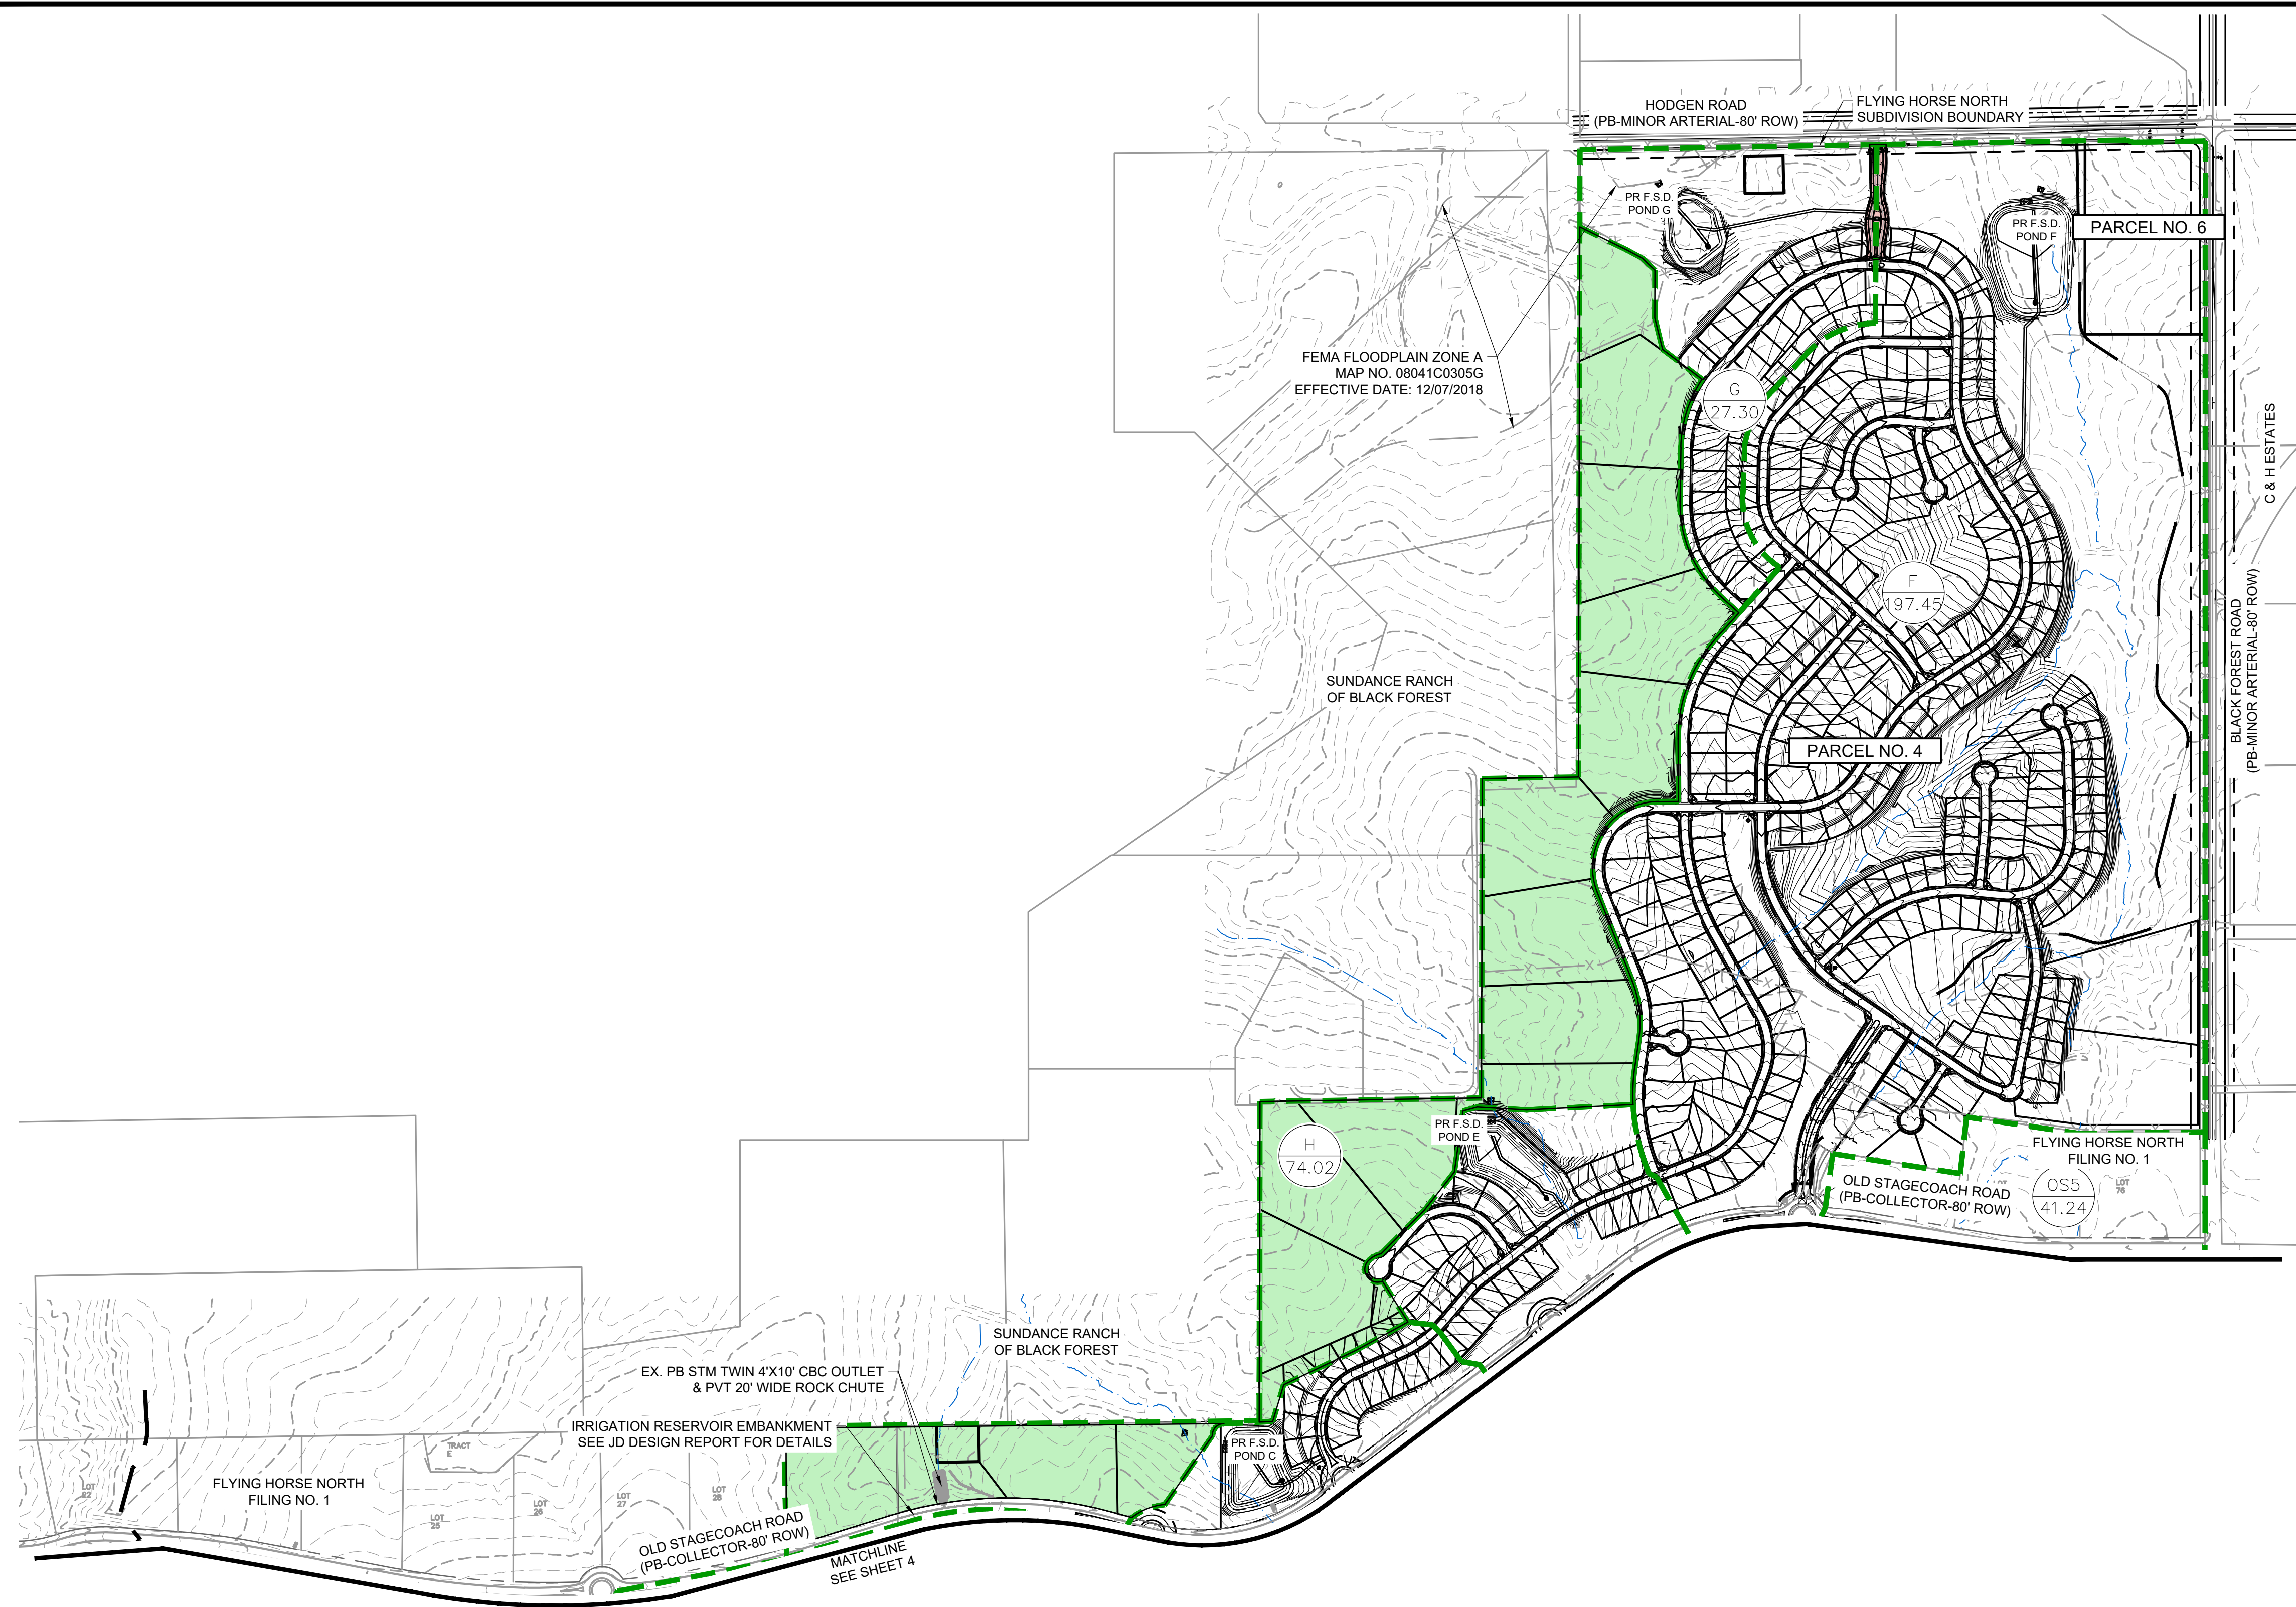 HODGEN ROAD
(PB-MINOR ARTERIAL-80' ROW)
FLYING HORSE NORTH
SUBDIVISION BOUNDARY
PR F.S.D.
POND G
PR F.S.D.
POND F
PARCEL NO. 6
FEMA FLOODPLAIN ZONE A
MAP NO. 08041C0305G
EFFECTIVE DATE: 12/07/2018
G
27.30
C & H ESTATES
F
197.45
BLACK FOREST ROAD
(PB-MINOR ARTERIAL-80' ROW)
SUNDANCE RANCH
OF BLACK FOREST
PARCEL NO. 4
PR F.S.D.
POND E
H
74.02
FLYING HORSE NORTH
FILING NO. 1
OLD STAGECOACH ROAD
(PB-COLLECTOR-80' ROW)
OS5
41.24
LOT
76
SUNDANCE RANCH
OF BLACK FOREST
EX. PB STM TWIN 4'X10' CBC OUTLET
& PVT 20' WIDE ROCK CHUTE
IRRIGATION RESERVOIR EMBANKMENT
SEE JD DESIGN REPORT FOR DETAILS
PR F.S.D.
POND C
TRACT
E
FLYING HORSE NORTH
FILING NO. 1
LOT
22
LOT
25
LOT
26
LOT
27
LOT
28
OLD STAGECOACH ROAD
(PB-COLLECTOR-80' ROW)
MATCHLINE
SEE SHEET 4